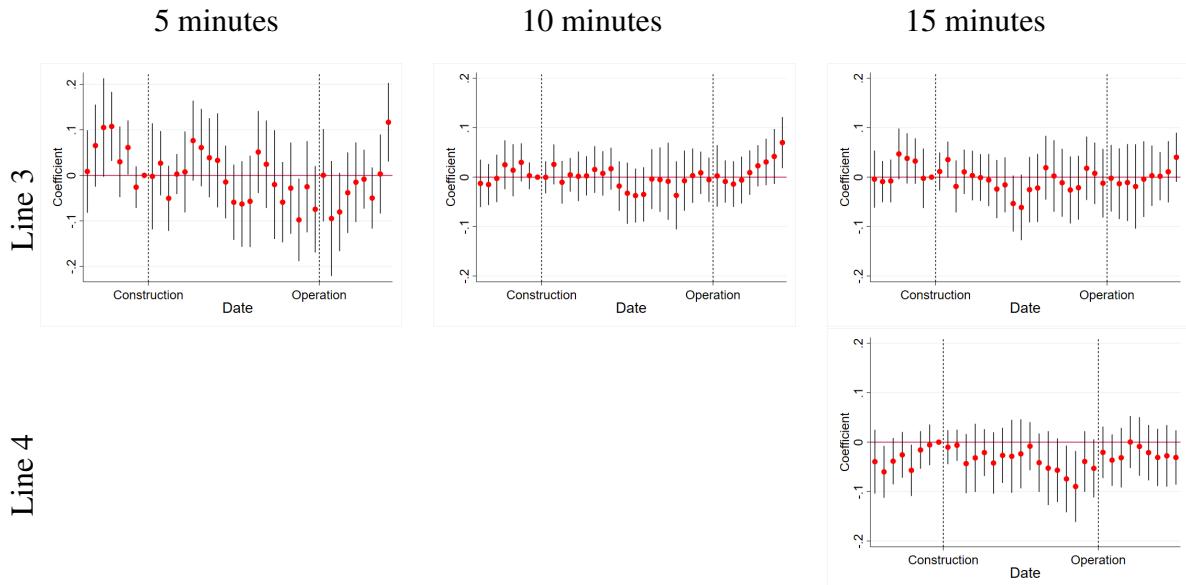 5 minutes
10 minutes
15 minutes
Line 3
Coefficient
.2
.1
0
-.1
-.2
Construction
Operation
Date
Coefficient
.2
.1
0
-.1
-.2
Construction
Operation
Date
Coefficient
.2
.1
0
-.1
-.2
Construction
Operation
Date
Line 4
Coefficient
.2
.1
0
-.1
-.2
Construction
Operation
Date